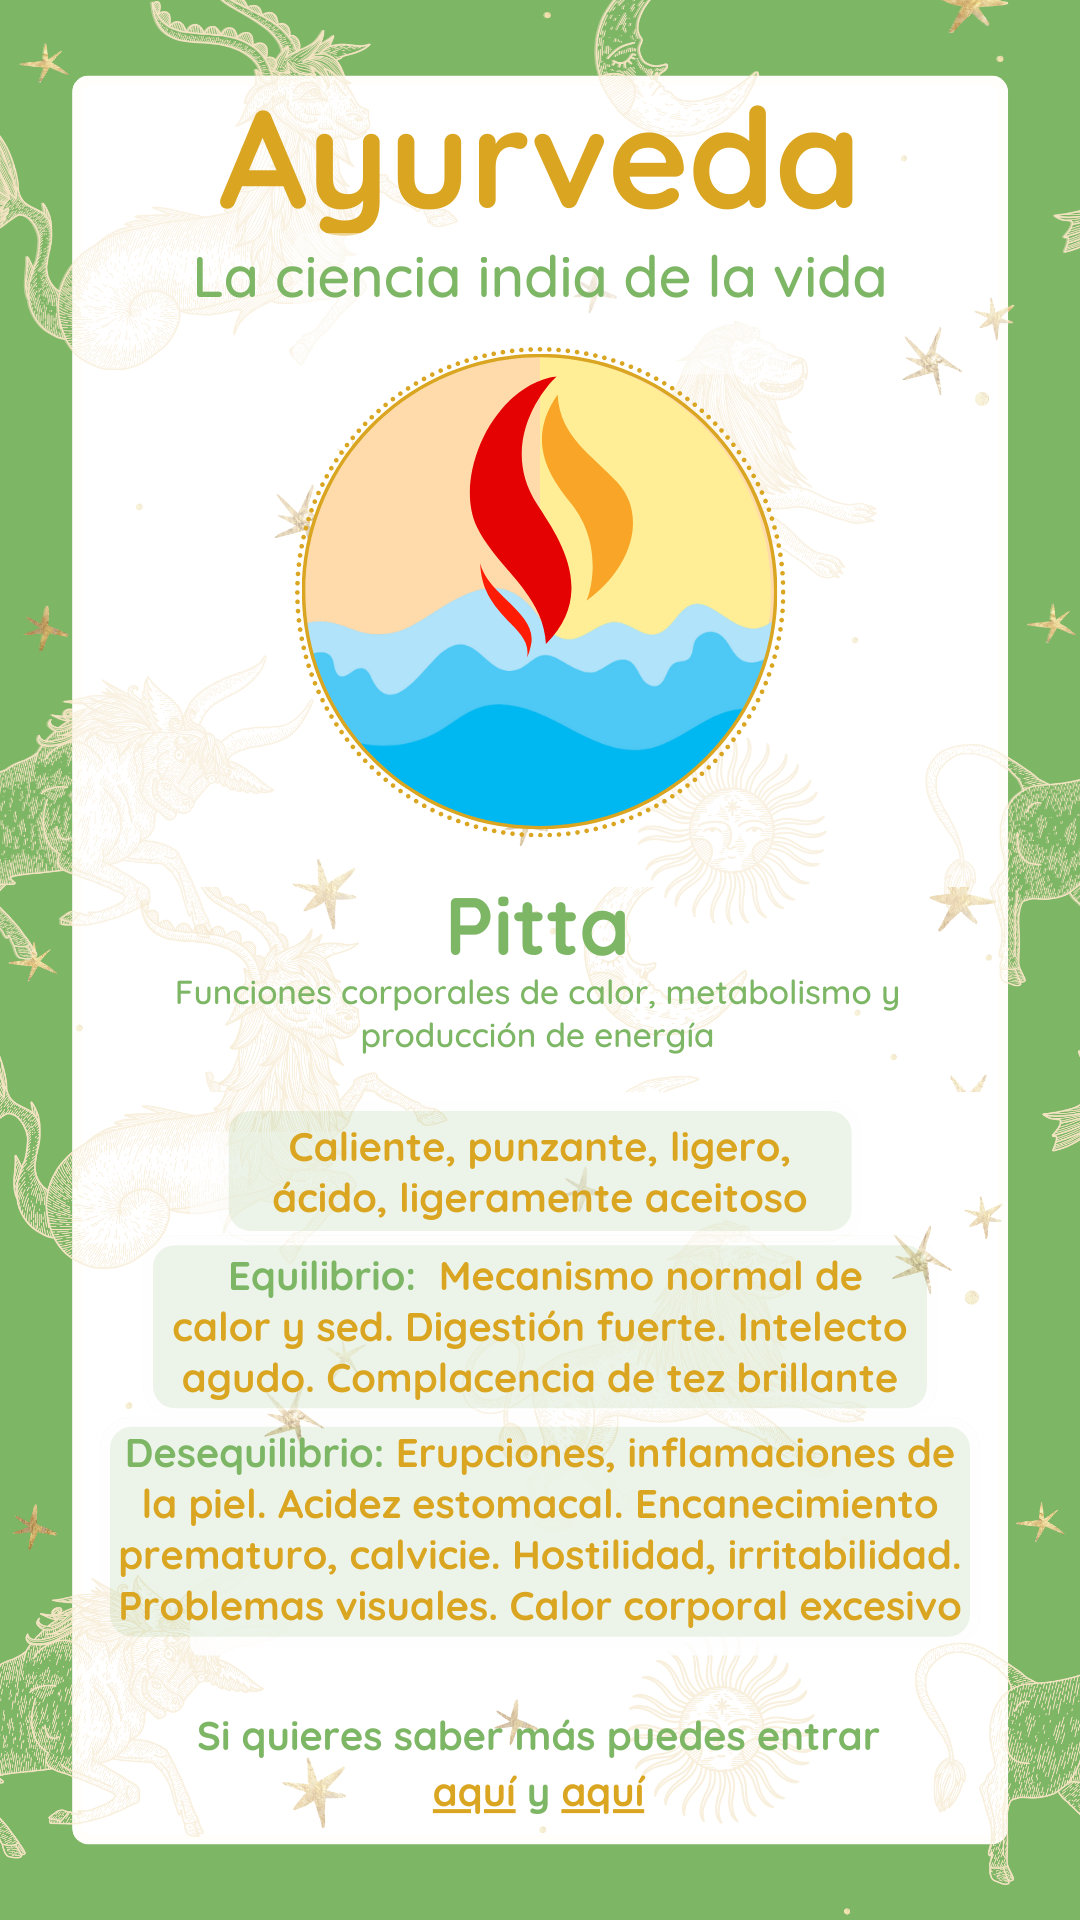 Ayurveda
La ciencia india de la vida
Pitta
Funciones corporales de calor, metabolismo y
producción de energía
Caliente, punzante, ligero,
ácido, ligeramente aceitoso
Equilibrio: Mecanismo normal de
calor y sed. Digestión fuerte. Intelecto
agudo. Complacencia de tez brillante
Desequilibrio: Erupciones, inflamaciones de
la piel. Acidez estomacal. Encanecimiento
prematuro, calvicie. Hostilidad, irritabilidad.
Problemas visuales. Calor corporal excesivo
Si quieres saber más puedes entrar
aquí y aquí